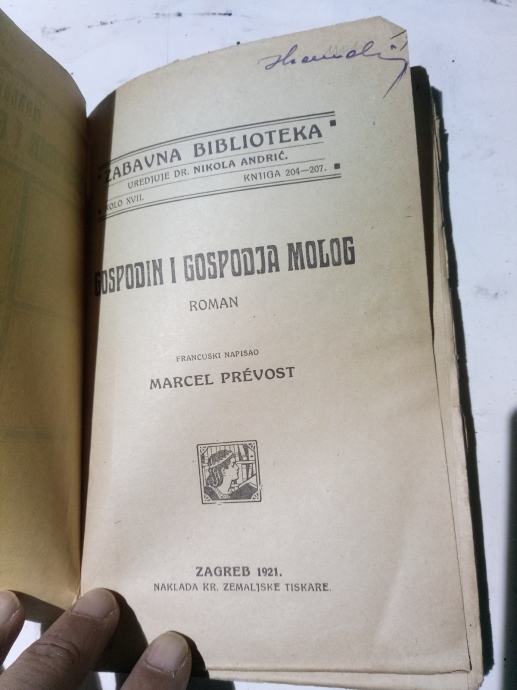 ZABAVNA BIBLIOTEKA
UREDJUJE DR. NIKOLA ANDRIĆ.
KOLO XVII. KNJIGA 204—207.
GOSPODIN I GOSPODJA MOLOG
ROMAN
FRANCUSKI NAPISAO
MARCEL PRÉVOST
ZAGREB 1921.
NAKLADA KR. ZEMALJSKE TISKARE.